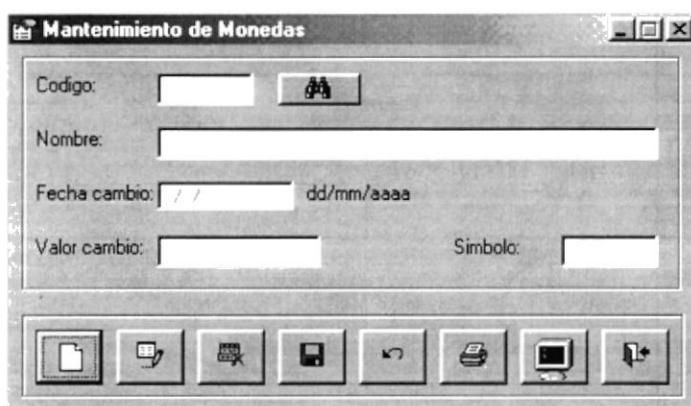 Mantenimiento de Monedas
Codigo:
Nombre:
Fecha cambio: / / dd/mm/aaaa
Valor cambio: Simbolo: